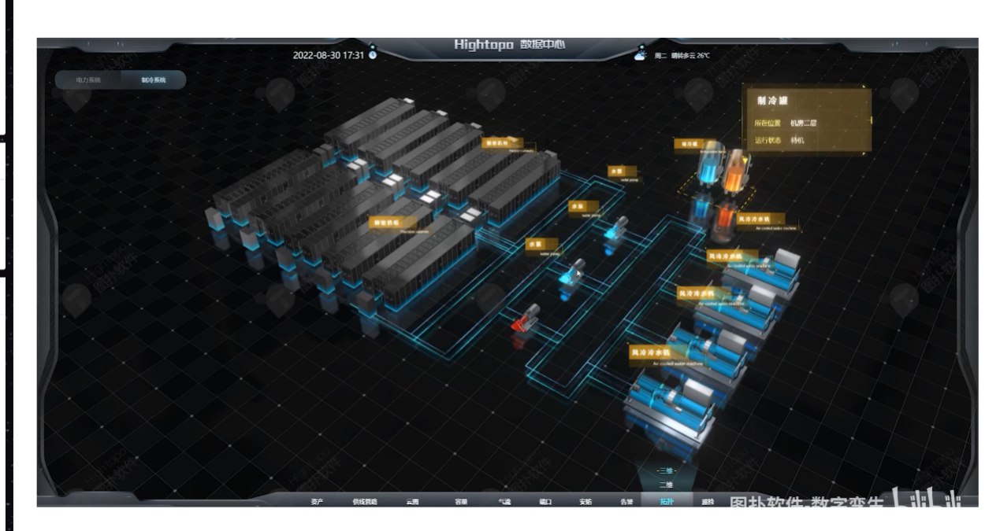 Hightopo 数据中心
2022-08-30 17:31
周二 晴转多云 26℃
电力系统
制冷系统
制冷罐
所在位置 机房二层
运行状态 待机
精密机柜
制冷罐
水泵
water pump
水泵
water pump
精密机柜
Precision cabinets
水泵
water pump
风冷冷水机
Air cooled water machine
风冷冷水机
Air cooled water machine
风冷冷水机
Air cooled water machine
风冷冷水机
Air cooled water machine
三维
二维
资产
供线管路
云图
容量
气流
端口
安防
告警
拓扑
巡检
图扑软件-数字孪生
bilibili